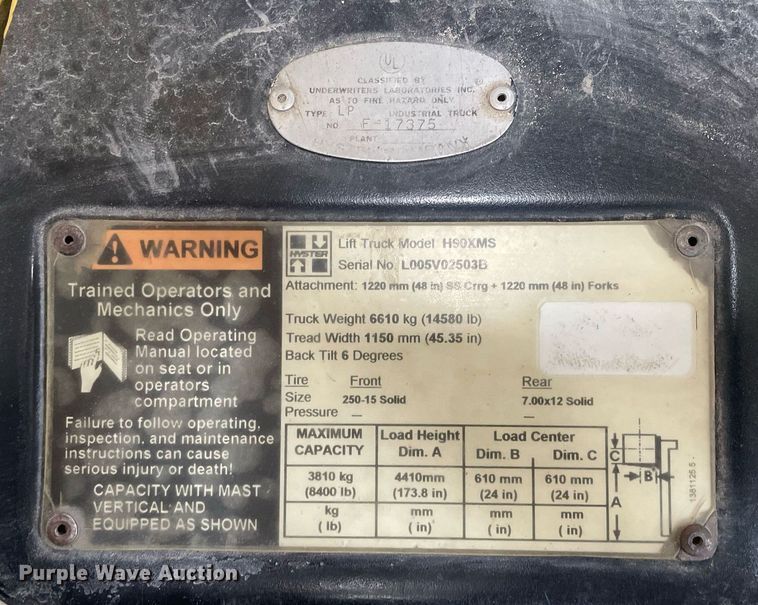 UL
CLASSIFIED BY
UNDERWRITERS LABORATORIES INC.
AS TO FIRE HAZARD ONLY
TYPE LP INDUSTRIAL TRUCK
NO F-17375
PLANT
WARNING
Trained Operators and
Mechanics Only
Read Operating
Manual located
on seat or in
operators
compartment
Failure to follow operating,
inspection, and maintenance
instructions can cause
serious injury or death!
CAPACITY WITH MAST
VERTICAL AND
EQUIPPED AS SHOWN
HYSTER
Lift Truck Model H90XMS
Serial No. L005V02503B
Attachment: 1220 mm (48 in) SS Crrg + 1220 mm (48 in) Forks
Truck Weight 6610 kg (14580 lb)
Tread Width 1150 mm (45.35 in)
Back Tilt 6 Degrees
Tire Front Rear
Size 250-15 Solid 7.00x12 Solid
Pressure — —
MAXIMUM CAPACITY Load Height Dim. A Load Center Dim. B Dim. C
3810 kg 4410mm 610 mm 610 mm
(8400 lb) (173.8 in) (24 in) (24 in)
kg mm mm mm
( lb) ( in) ( in) ( in)
C
B
A
1381125 5
Purple Wave Auction